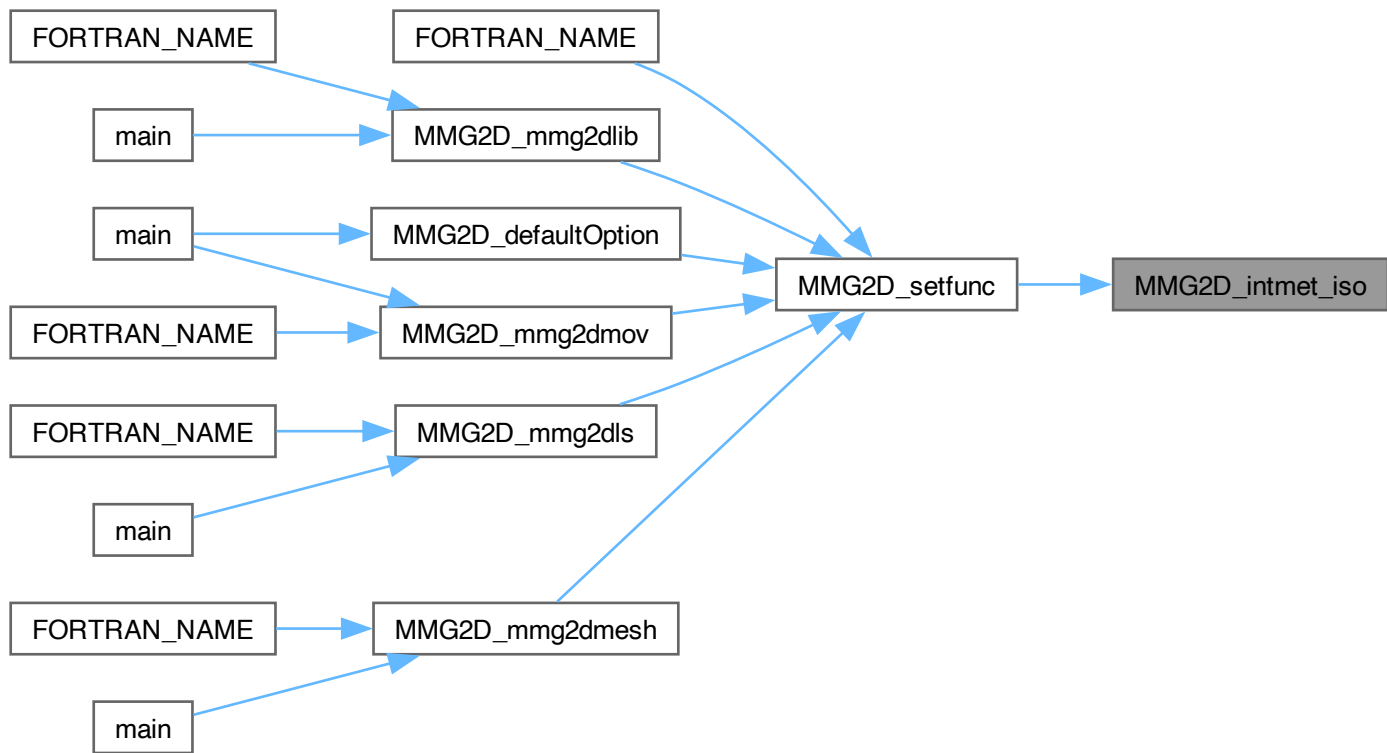 FORTRAN_NAME
FORTRAN_NAME
main
MMG2D_mmg2dlib
main
MMG2D_defaultOption
MMG2D_setfunc
MMG2D_intmet_iso
FORTRAN_NAME
MMG2D_mmg2dmov
FORTRAN_NAME
MMG2D_mmg2dls
main
FORTRAN_NAME
MMG2D_mmg2dmesh
main